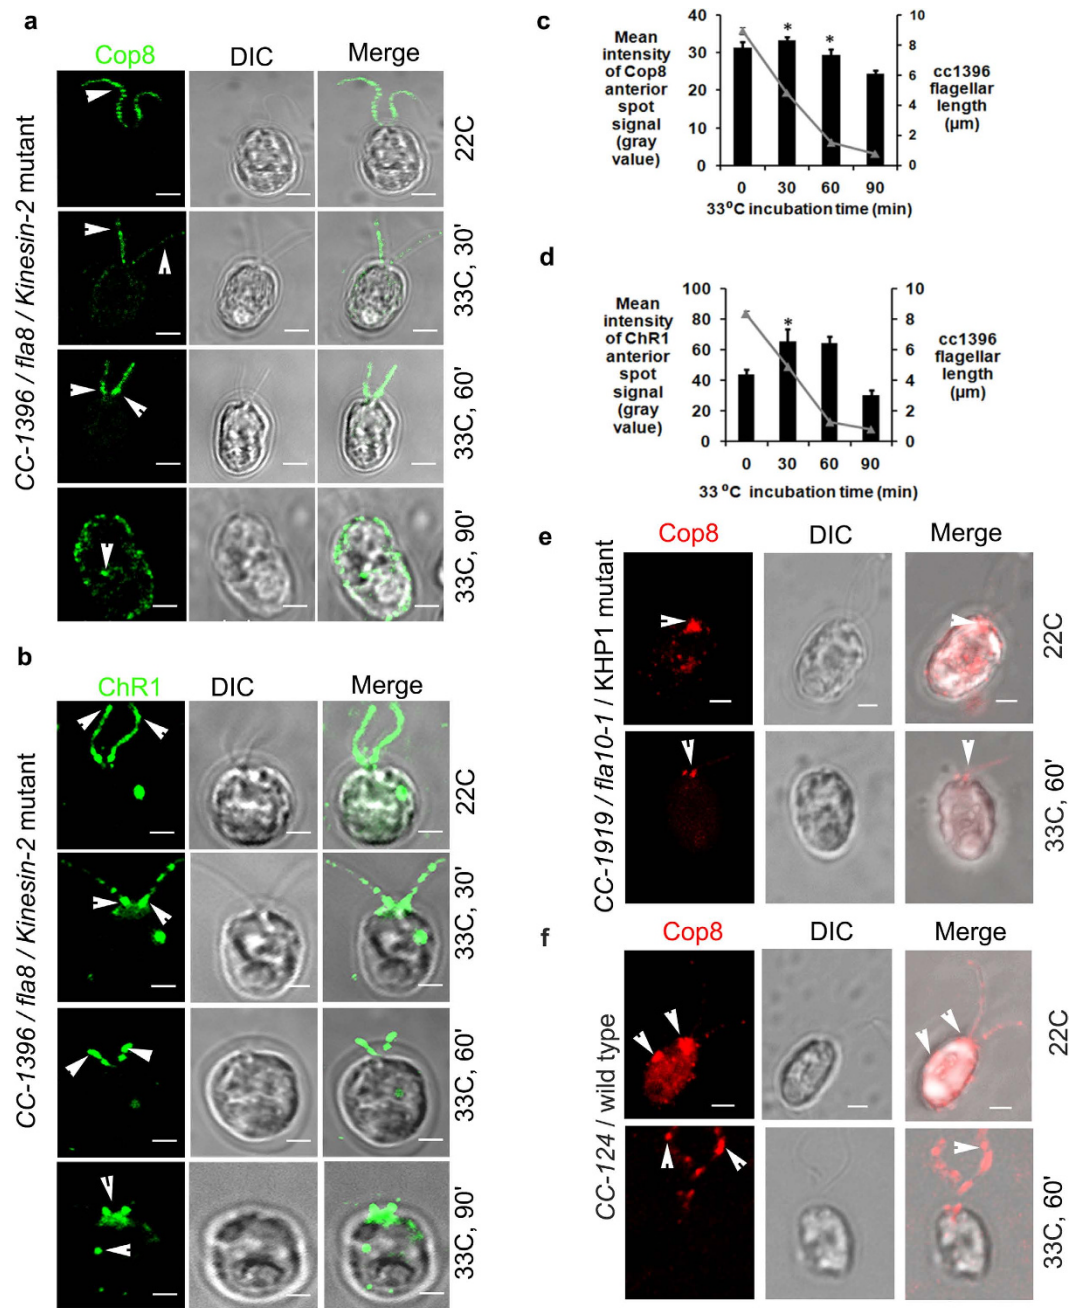 a
Cop8 DIC Merge
CC-1396 / fla8 / Kinesin-2 mutant
22C
33C, 30'
33C, 60'
33C, 90'
b
ChR1 DIC Merge
CC-1396 / fla8 / Kinesin-2 mutant
22C
33C, 30'
33C, 60'
33C, 90'
c
Mean
intensity
of Cop8
anterior
spot
signal
(gray
value)
40
30
20
10
0
* *
10
8
6
4
2
0
cc1396
flagellar
length
(µm)
0 30 60 90
33⁰C incubation time (min)
d
Mean
intensity
of ChR1
anterior
spot
signal
(gray
value)
100
80
60
40
20
0
*
10
8
6
4
2
0
cc1396
flagellar
length
(µm)
0 30 60 90
33 ⁰C incubation time (min)
e
Cop8 DIC Merge
CC-1919 / fla10-1 / KHP1 mutant
22C
33C, 60'
f
Cop8 DIC Merge
CC-124 / wild type
22C
33C, 60'